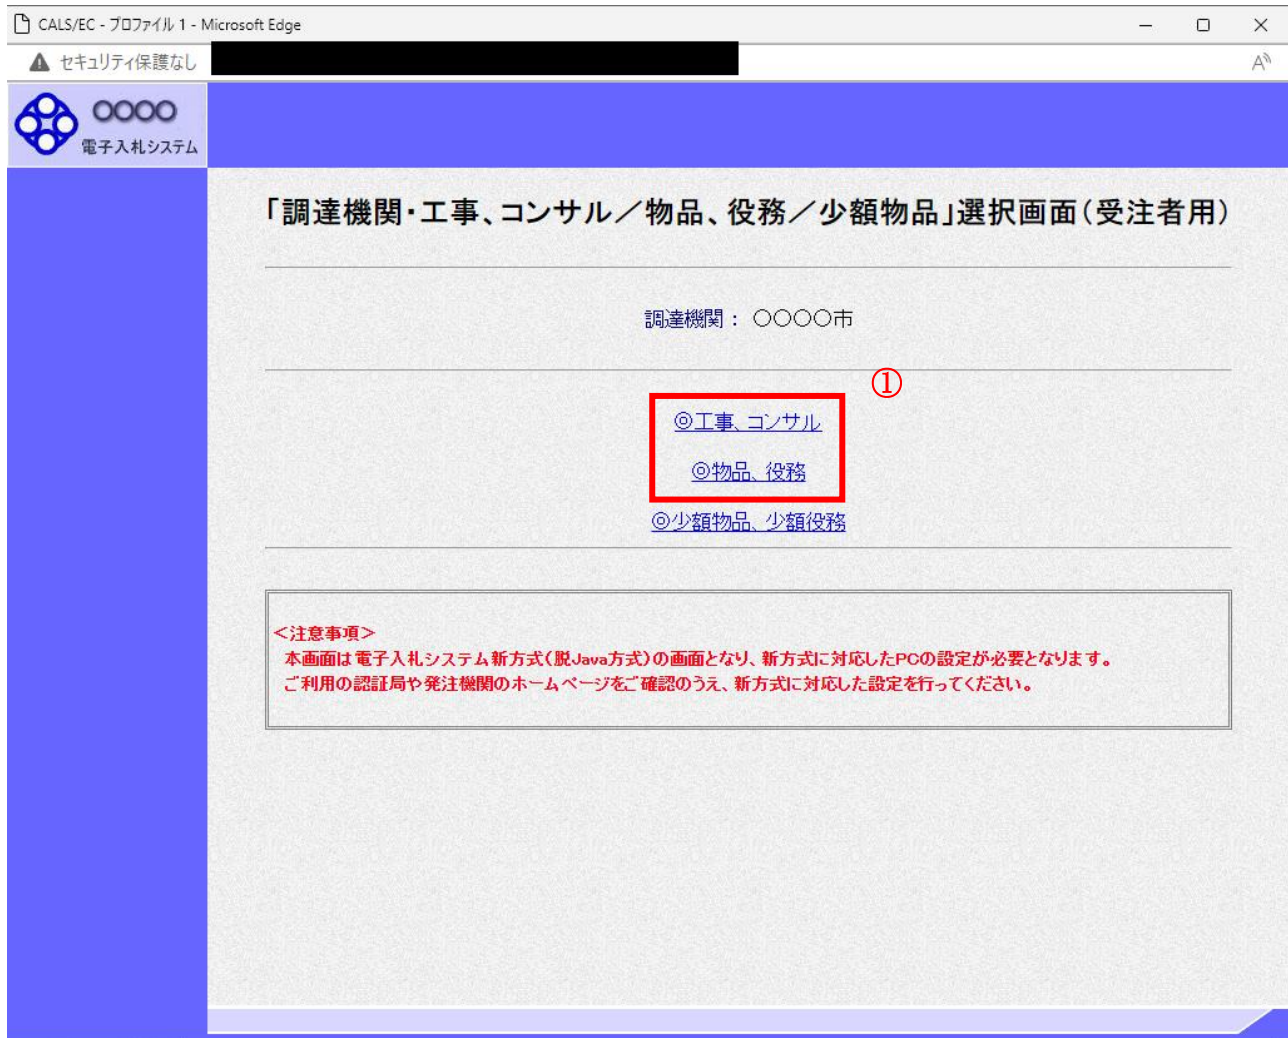 CALS/EC - プロファイル 1 - Microsoft Edge
セキュリティ保護なし
〇〇〇〇
電子入札システム
「調達機関・工事、コンサル／物品、役務／少額物品」選択画面（受注者用）
調達機関： 〇〇〇〇市
①
◎工事、コンサル
◎物品、役務
◎少額物品、少額役務
＜注意事項＞
本画面は電子入札システム新方式（脱Java方式）の画面となり、新方式に対応したPCの設定が必要となります。
ご利用の認証局や発注機関のホームページをご確認のうえ、新方式に対応した設定を行ってください。